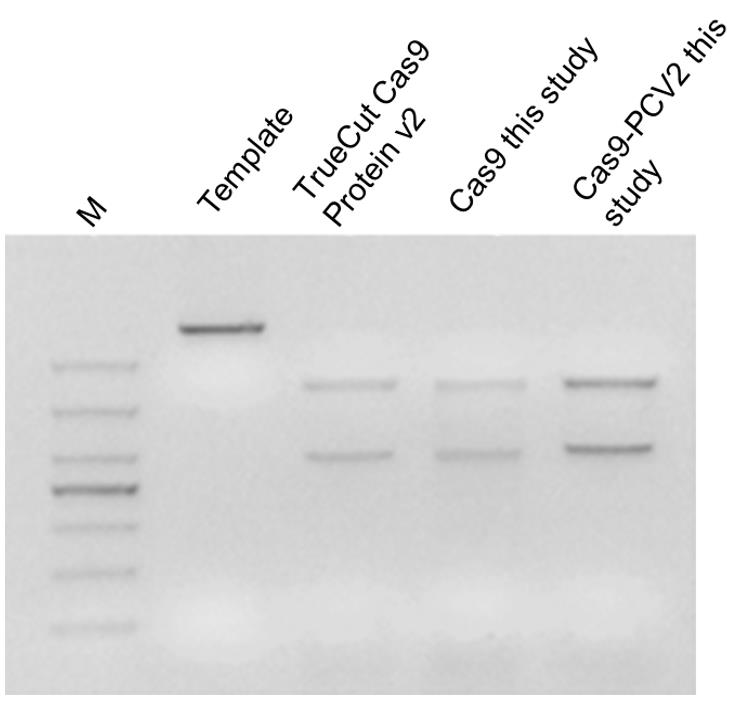 M
Template
TrueCut Cas9
Protein v2
Cas9 this study
Cas9-PCV2 this
study